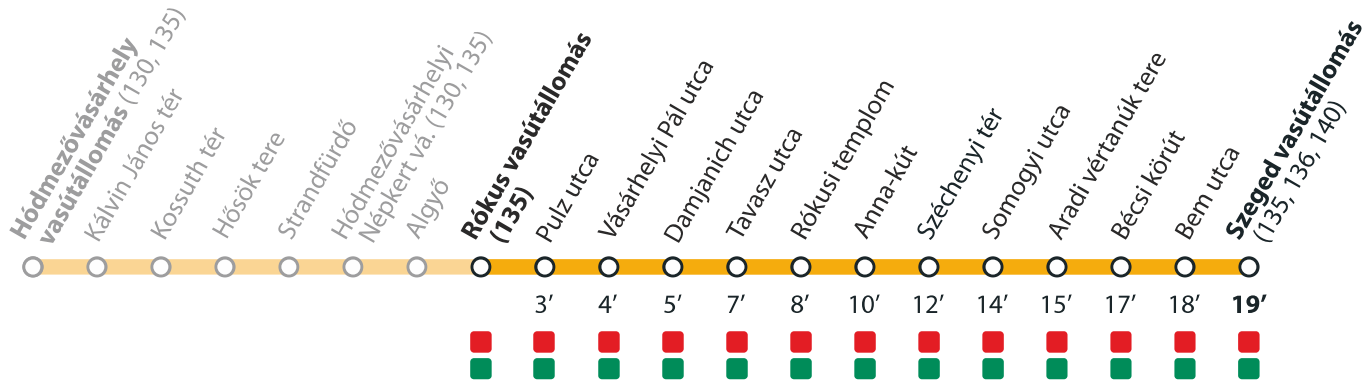 Hódmezővásárhely
vasútállomás (130, 135)
Kálvin János tér
Kossuth tér
Hősök tere
Strandfürdő
Hódmezővásárhelyi
Népkert vá. (130, 135)
Algyő
Rókus vasútállomás
(135)
Pulz utca
Vásárhelyi Pál utca
Damjanich utca
Tavasz utca
Rókusi templom
Anna-kút
Széchenyi tér
Somogyi utca
Aradi vértanúk tere
Bécsi körút
Bem utca
Szeged vasútállomás
(135, 136, 140)
3′ 4′ 5′ 7′ 8′ 10′ 12′ 14′ 15′ 17′ 18′ 19′